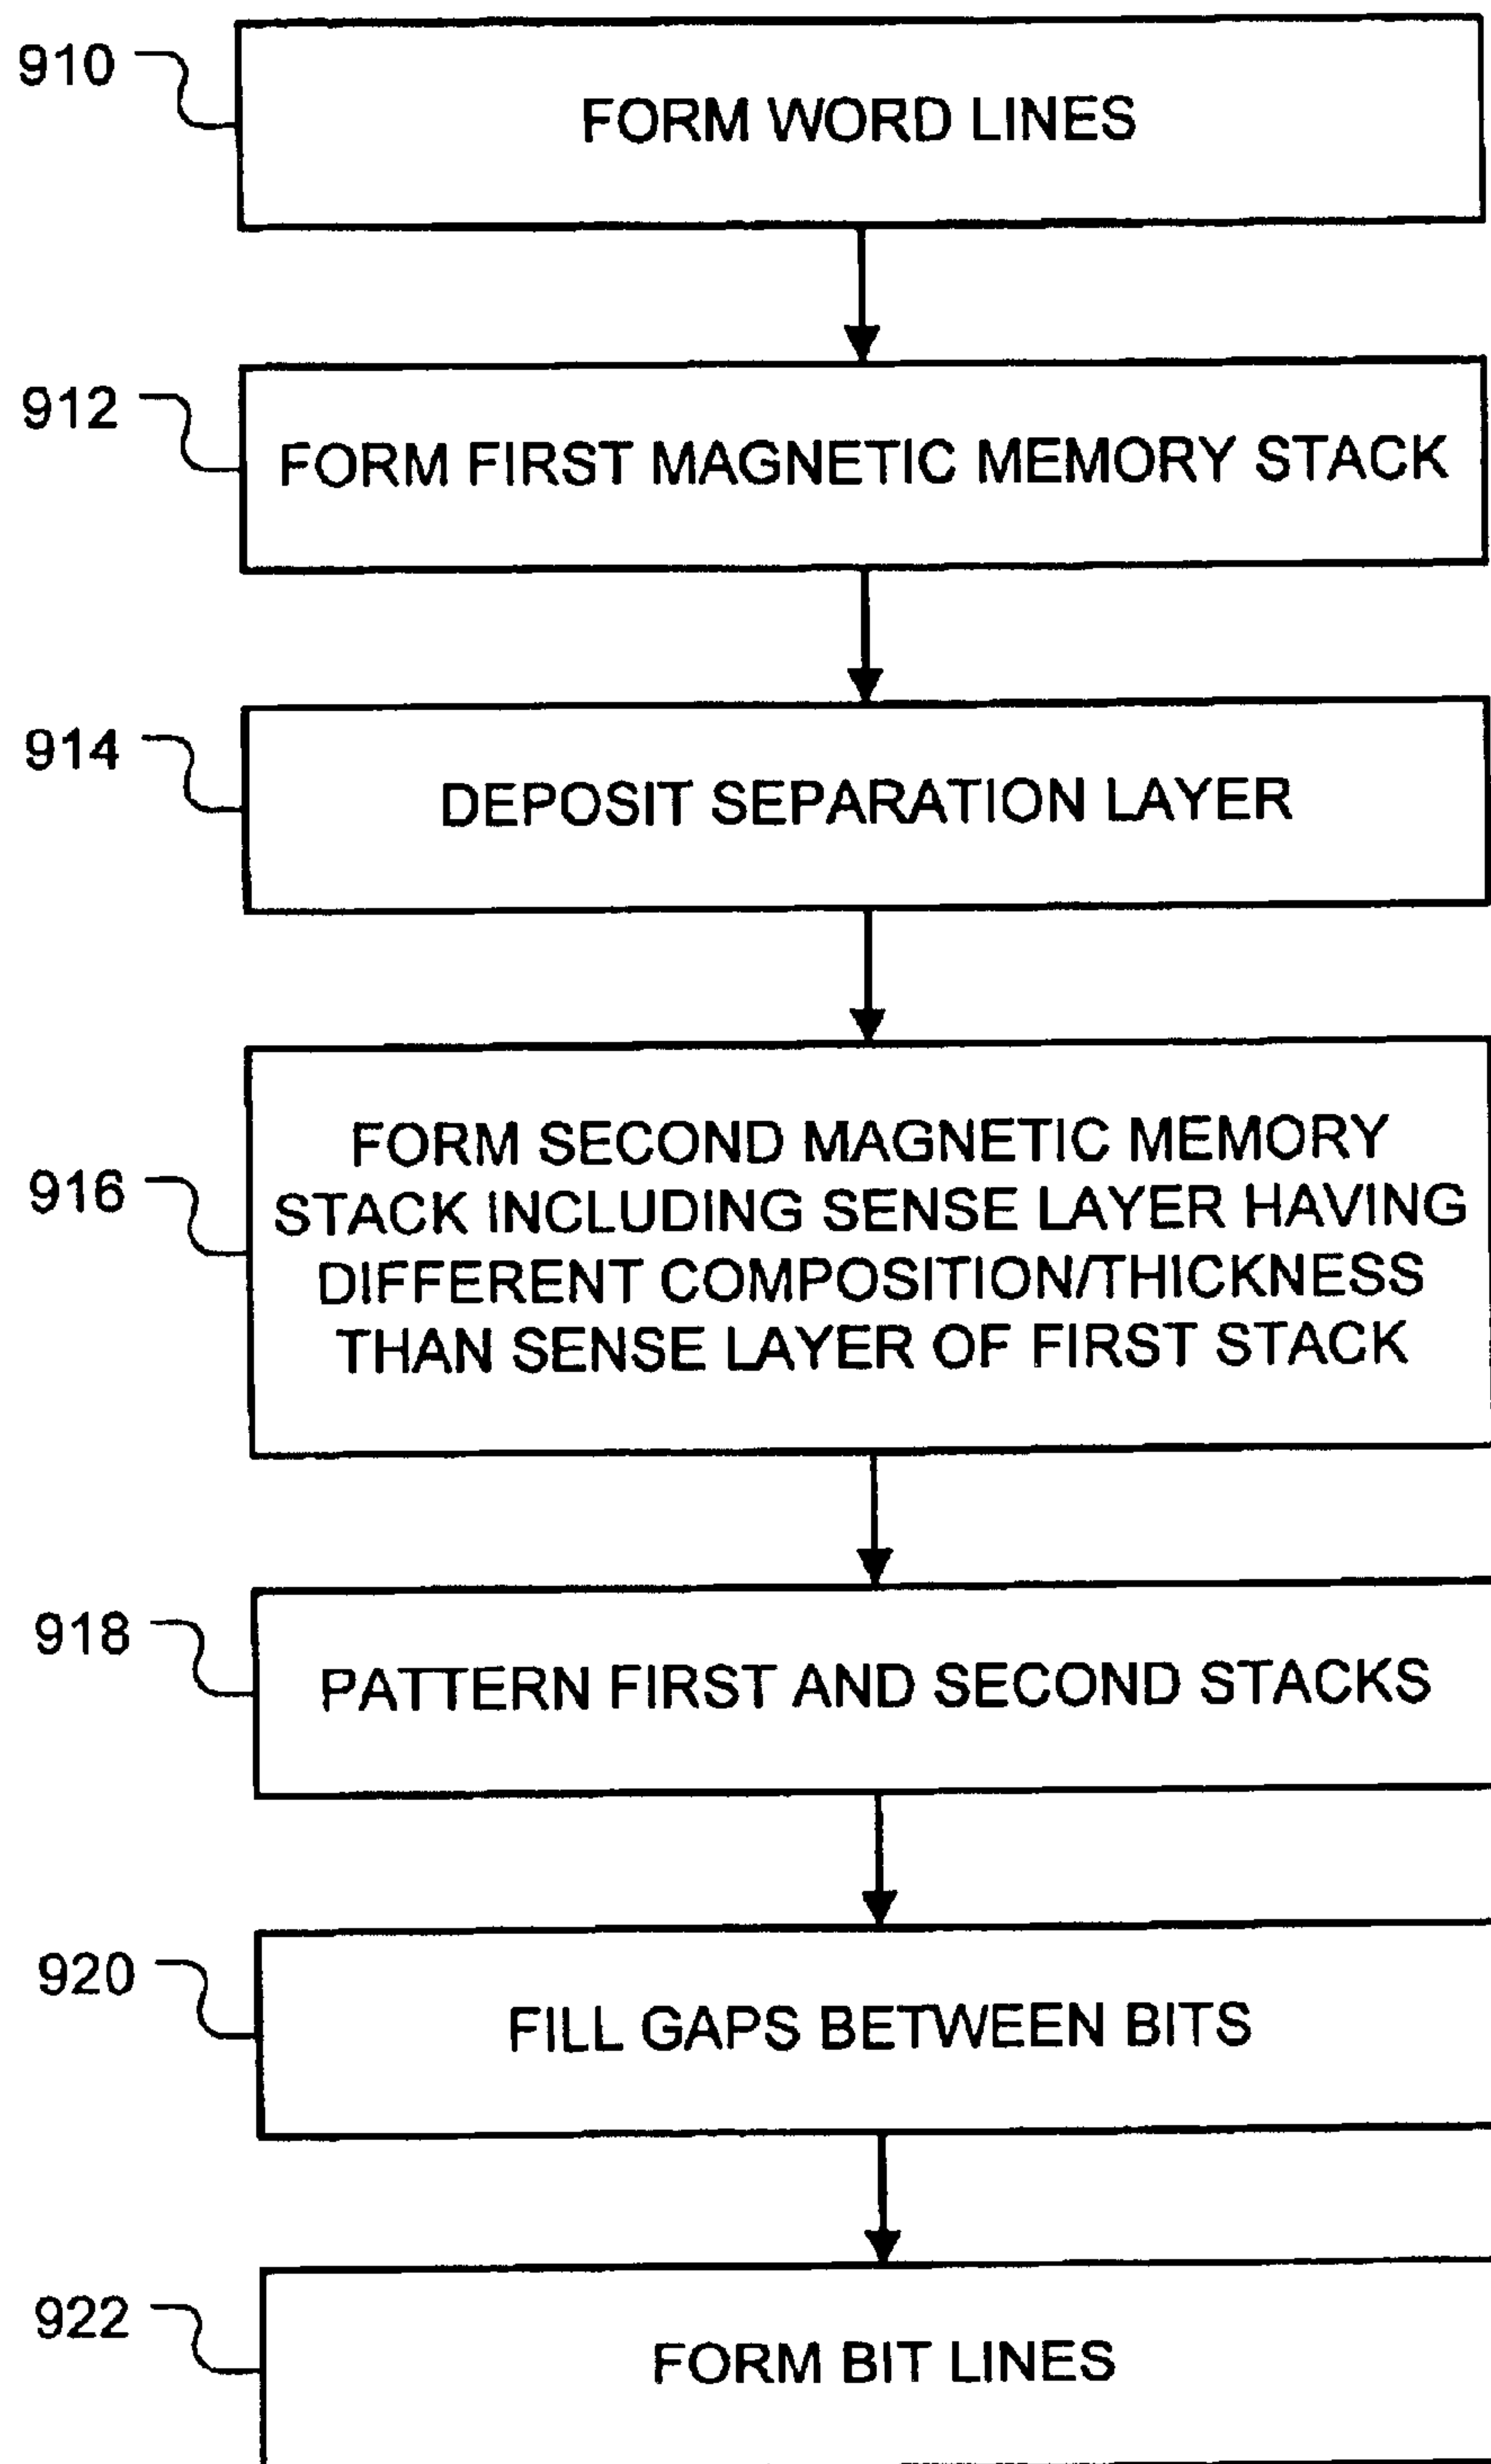 910
FORM WORD LINES
912
FORM FIRST MAGNETIC MEMORY STACK
914
DEPOSIT SEPARATION LAYER
916
FORM SECOND MAGNETIC MEMORY
STACK INCLUDING SENSE LAYER HAVING
DIFFERENT COMPOSITION/THICKNESS
THAN SENSE LAYER OF FIRST STACK
918
PATTERN FIRST AND SECOND STACKS
920
FILL GAPS BETWEEN BITS
922
FORM BIT LINES